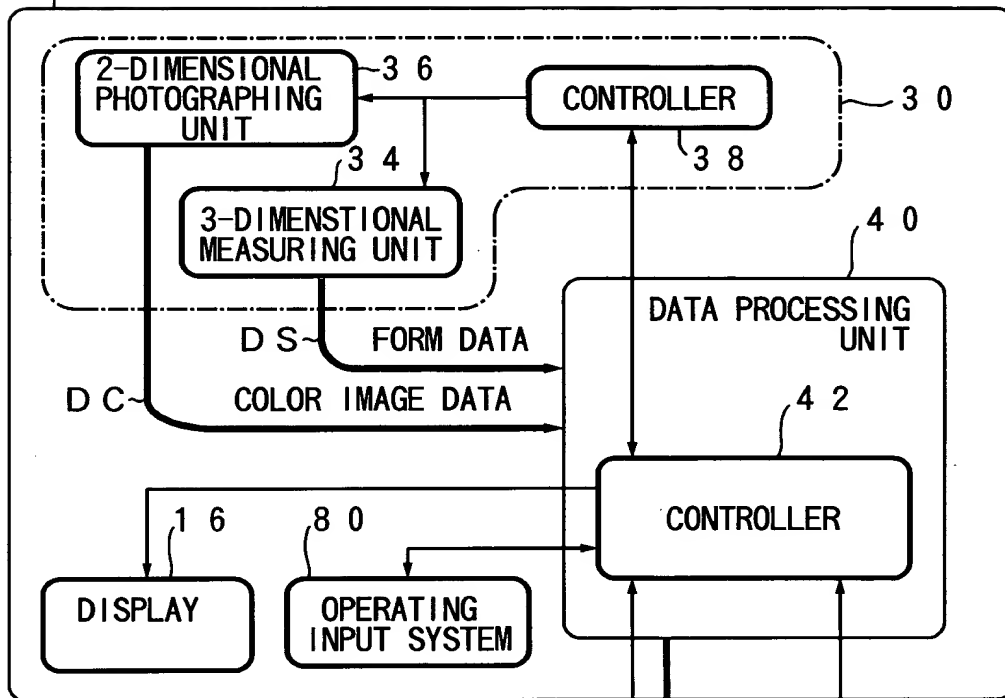 2-DIMENSIONAL
PHOTOGRAPHING
UNIT
36
CONTROLLER
38
30
34
3-DIMENSTIONAL
MEASURING UNIT
40
DATA PROCESSING
UNIT
DS
FORM DATA
DC
COLOR IMAGE DATA
42
CONTROLLER
16
80
DISPLAY
OPERATING
INPUT SYSTEM